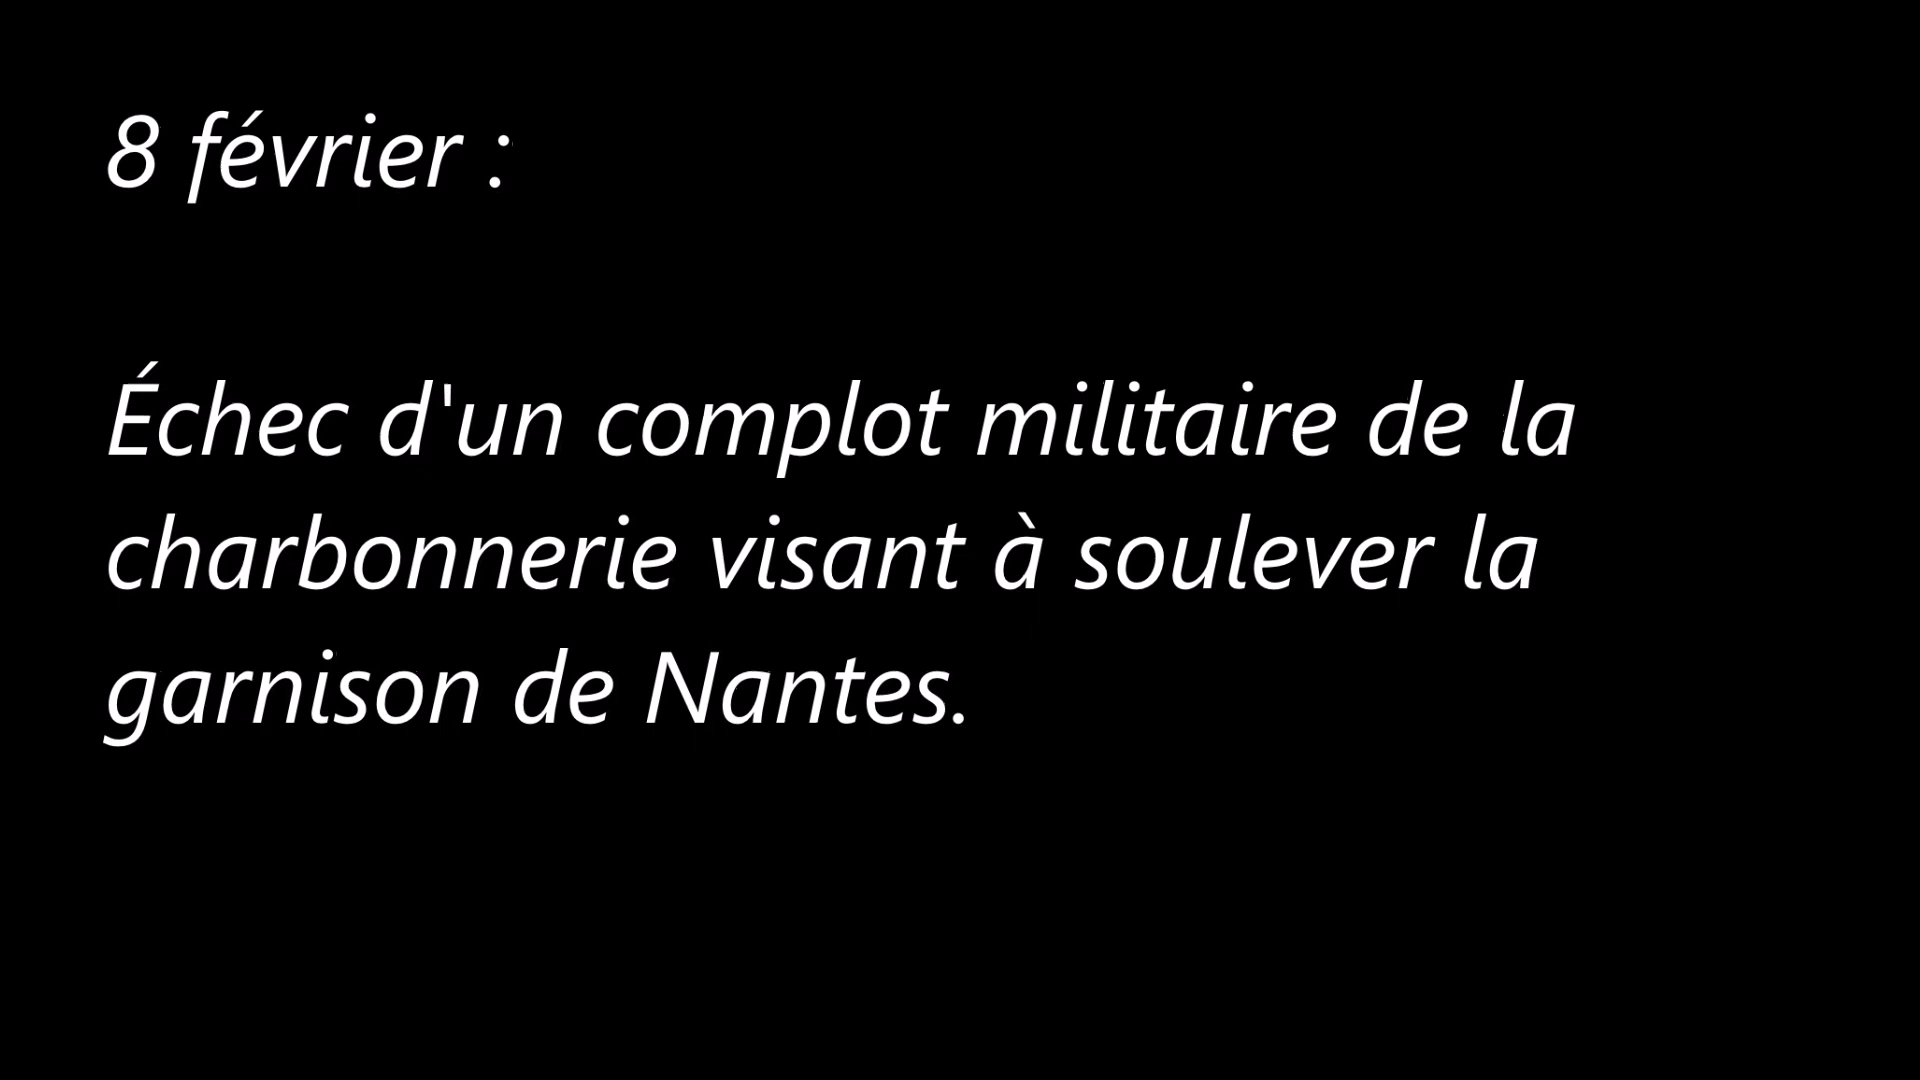 8 février :
Échec d'un complot militaire de la
charbonnerie visant à soulever la
garnison de Nantes.